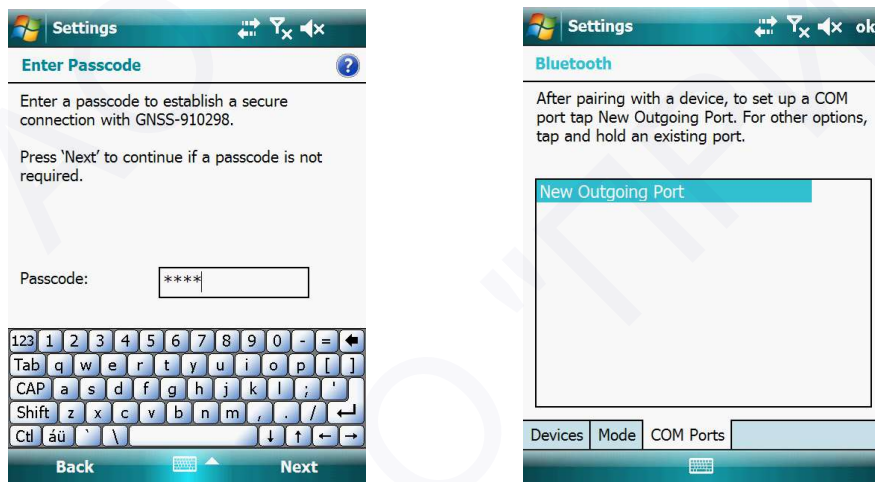 Settings
Enter Passcode
Enter a passcode to establish a secure
connection with GNSS-910298.
Press `Next' to continue if a passcode is not
required.
Passcode: ****
123 1 2 3 4 5 6 7 8 9 0 - =
Tab q w e r t y u i o p [ ]
CAP a s d f g h j k l ; '
Shift z x c v b n m , . /
Ctl áü ` \
Back Next
Settings ok
Bluetooth
After pairing with a device, to set up a COM
port tap New Outgoing Port. For other options,
tap and hold an existing port.
New Outgoing Port
Devices Mode COM Ports